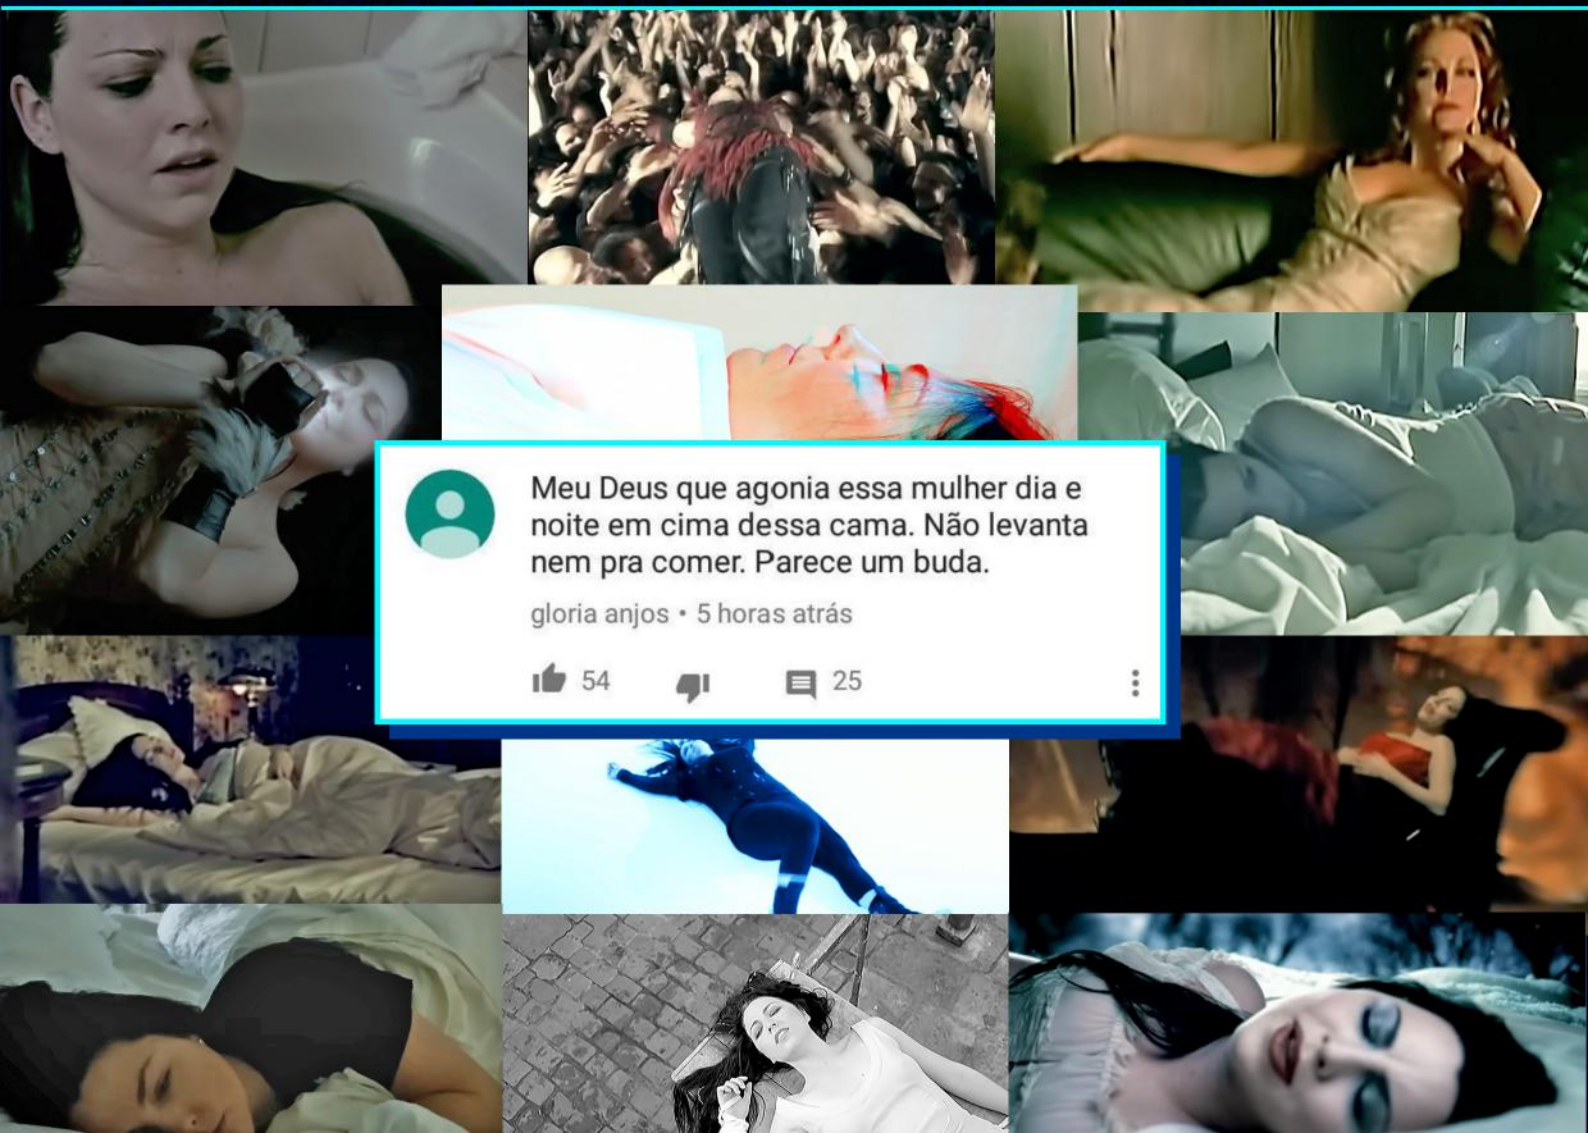 Meu Deus que agonia essa mulher dia e
noite em cima dessa cama. Não levanta
nem pra comer. Parece um buda.
gloria anjos • 5 horas atrás
54 25